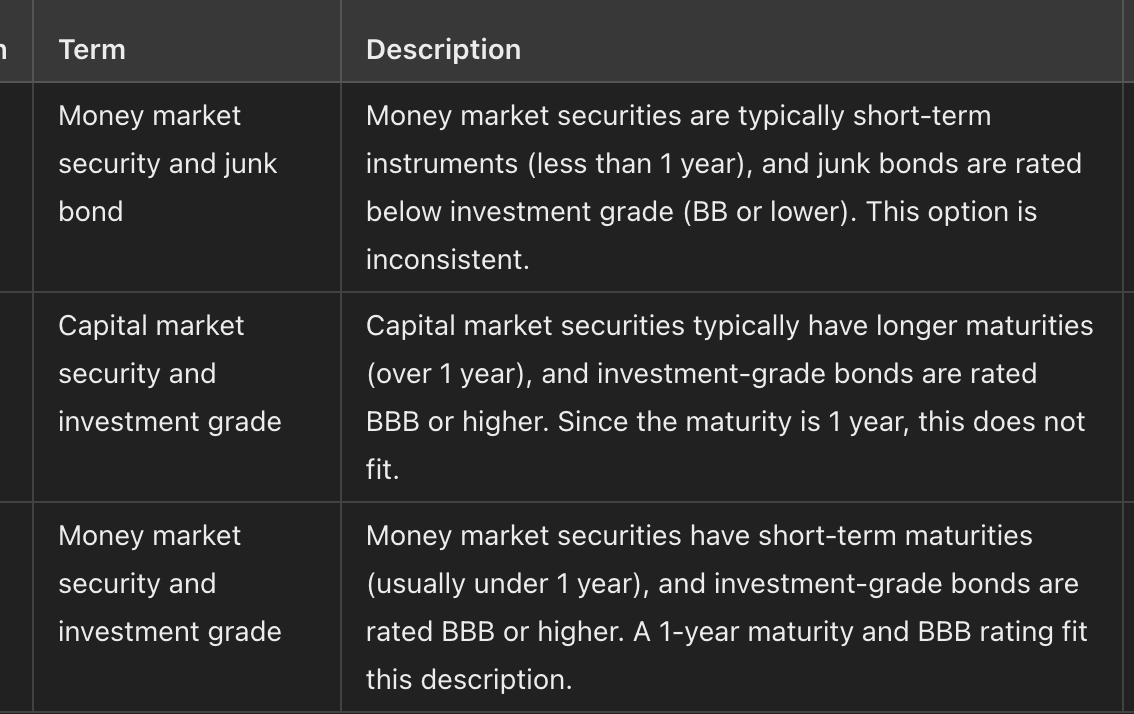 n
Term
Description
Money market
security and junk
bond
Money market securities are typically short-term
instruments (less than 1 year), and junk bonds are rated
below investment grade (BB or lower). This option is
inconsistent.
Capital market
security and
investment grade
Capital market securities typically have longer maturities
(over 1 year), and investment-grade bonds are rated
BBB or higher. Since the maturity is 1 year, this does not
fit.
Money market
security and
investment grade
Money market securities have short-term maturities
(usually under 1 year), and investment-grade bonds are
rated BBB or higher. A 1-year maturity and BBB rating fit
this description.